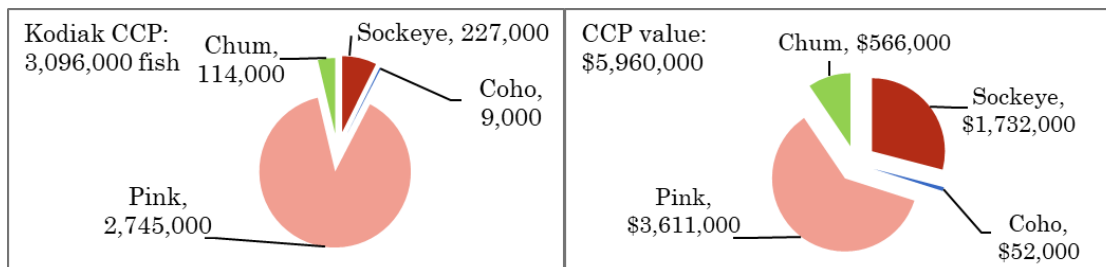 Kodiak CCP:
3,096,000 fish
Chum,
114,000
Sockeye, 227,000
Coho,
9,000
Pink,
2,745,000
CCP value:
$5,960,000
Chum, $566,000
Sockeye,
$1,732,000
Pink,
$3,611,000
Coho,
$52,000